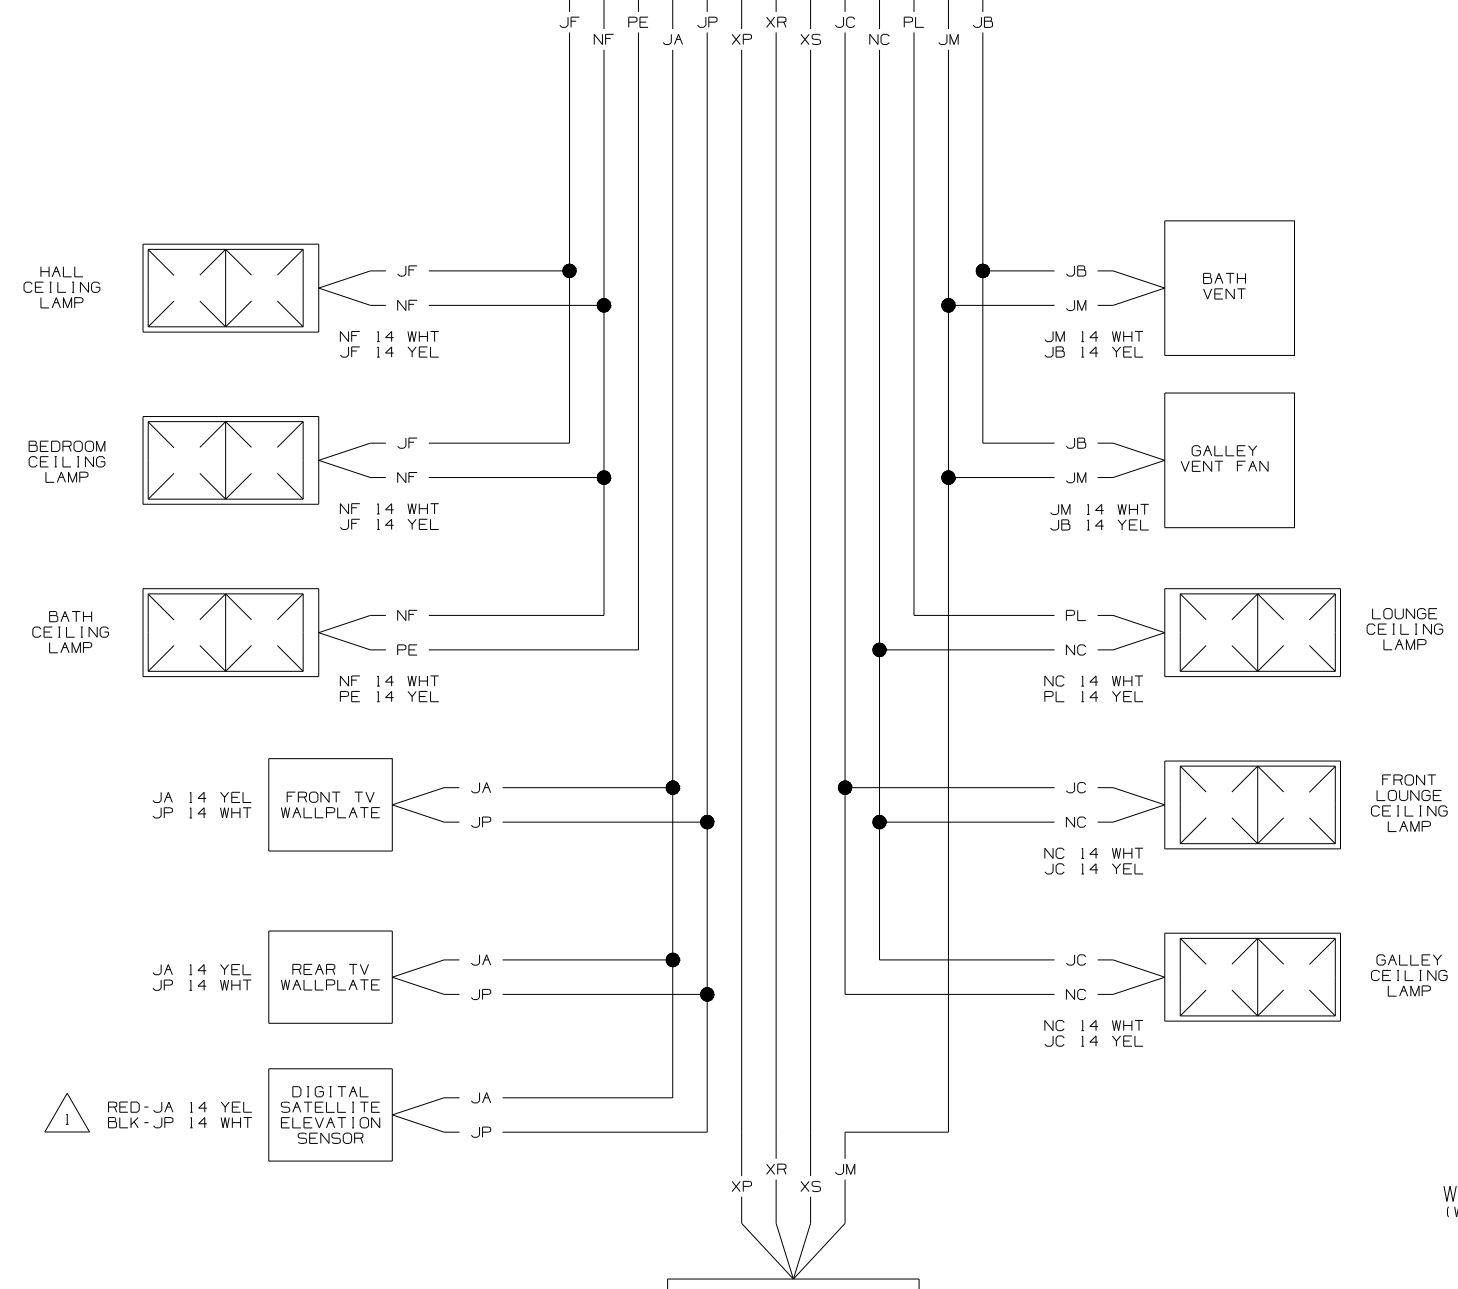 JF
NF
PE
JA
JP
XP
XR
XS
JC
NC
PL
JM
JB
HALL
CEILING
LAMP
JF
NF
NF 14 WHT
JF 14 YEL
JB
JM
JM 14 WHT
JB 14 YEL
BATH
VENT
BEDROOM
CEILING
LAMP
JF
NF
NF 14 WHT
JF 14 YEL
JB
JM
JM 14 WHT
JB 14 YEL
GALLEY
VENT FAN
BATH
CEILING
LAMP
NF
PE
NF 14 WHT
PE 14 YEL
PL
NC
NC 14 WHT
PL 14 YEL
LOUNGE
CEILING
LAMP
JA 14 YEL
JP 14 WHT
FRONT TV
WALLPLATE
JA
JP
JC
NC
NC 14 WHT
JC 14 YEL
FRONT
LOUNGE
CEILING
LAMP
JA 14 YEL
JP 14 WHT
REAR TV
WALLPLATE
JA
JP
JC
NC
NC 14 WHT
JC 14 YEL
GALLEY
CEILING
LAMP
1
RED-JA 14 YEL
BLK-JP 14 WHT
DIGITAL
SATELLITE
ELEVATION
SENSOR
JA
JP
XP
XR
XS
JM